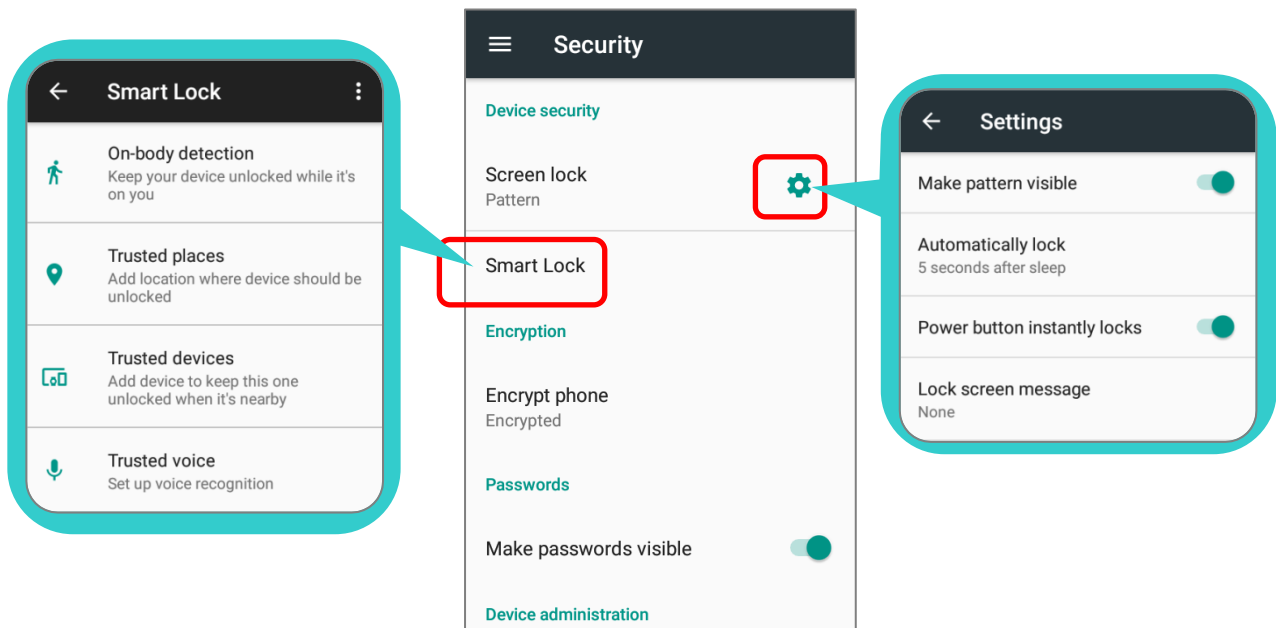 Smart Lock
On-body detection
Keep your device unlocked while it's
on you
Trusted places
Add location where device should be
unlocked
Trusted devices
Add device to keep this one
unlocked when it's nearby
Trusted voice
Set up voice recognition
Security
Device security
Screen lock
Pattern
Smart Lock
Encryption
Encrypt phone
Encrypted
Passwords
Make passwords visible
Device administration
Settings
Make pattern visible
Automatically lock
5 seconds after sleep
Power button instantly locks
Lock screen message
None